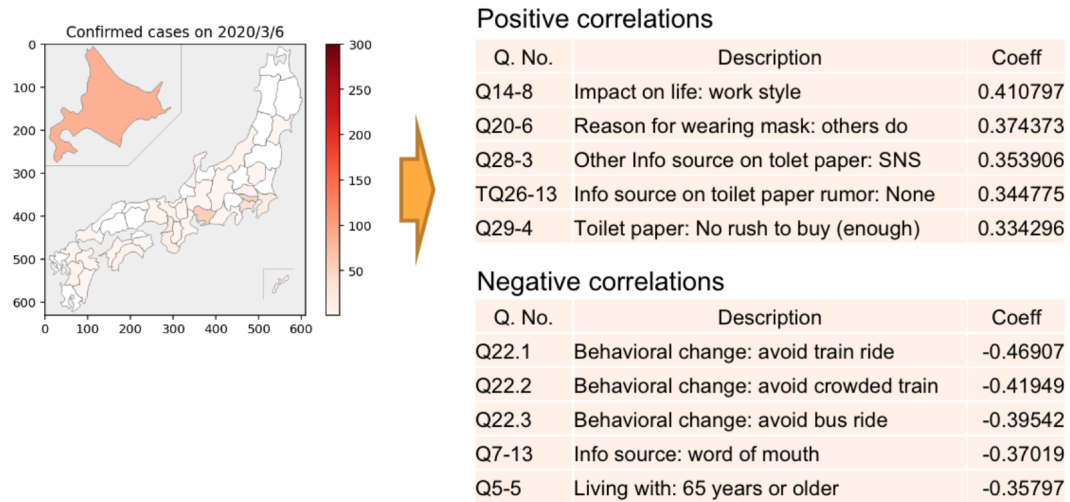 Confirmed cases on 2020/3/6
0
100
200
300
400
500
600
0 100 200 300 400 500 600
300
250
200
150
100
50
Positive correlations
Q. No. Description Coeff
Q14-8 Impact on life: work style 0.410797
Q20-6 Reason for wearing mask: others do 0.374373
Q28-3 Other Info source on tolet paper: SNS 0.353906
TQ26-13 Info source on toilet paper rumor: None 0.344775
Q29-4 Toilet paper: No rush to buy (enough) 0.334296
Negative correlations
Q. No. Description Coeff
Q22.1 Behavioral change: avoid train ride -0.46907
Q22.2 Behavioral change: avoid crowded train -0.41949
Q22.3 Behavioral change: avoid bus ride -0.39542
Q7-13 Info source: word of mouth -0.37019
Q5-5 Living with: 65 years or older -0.35797